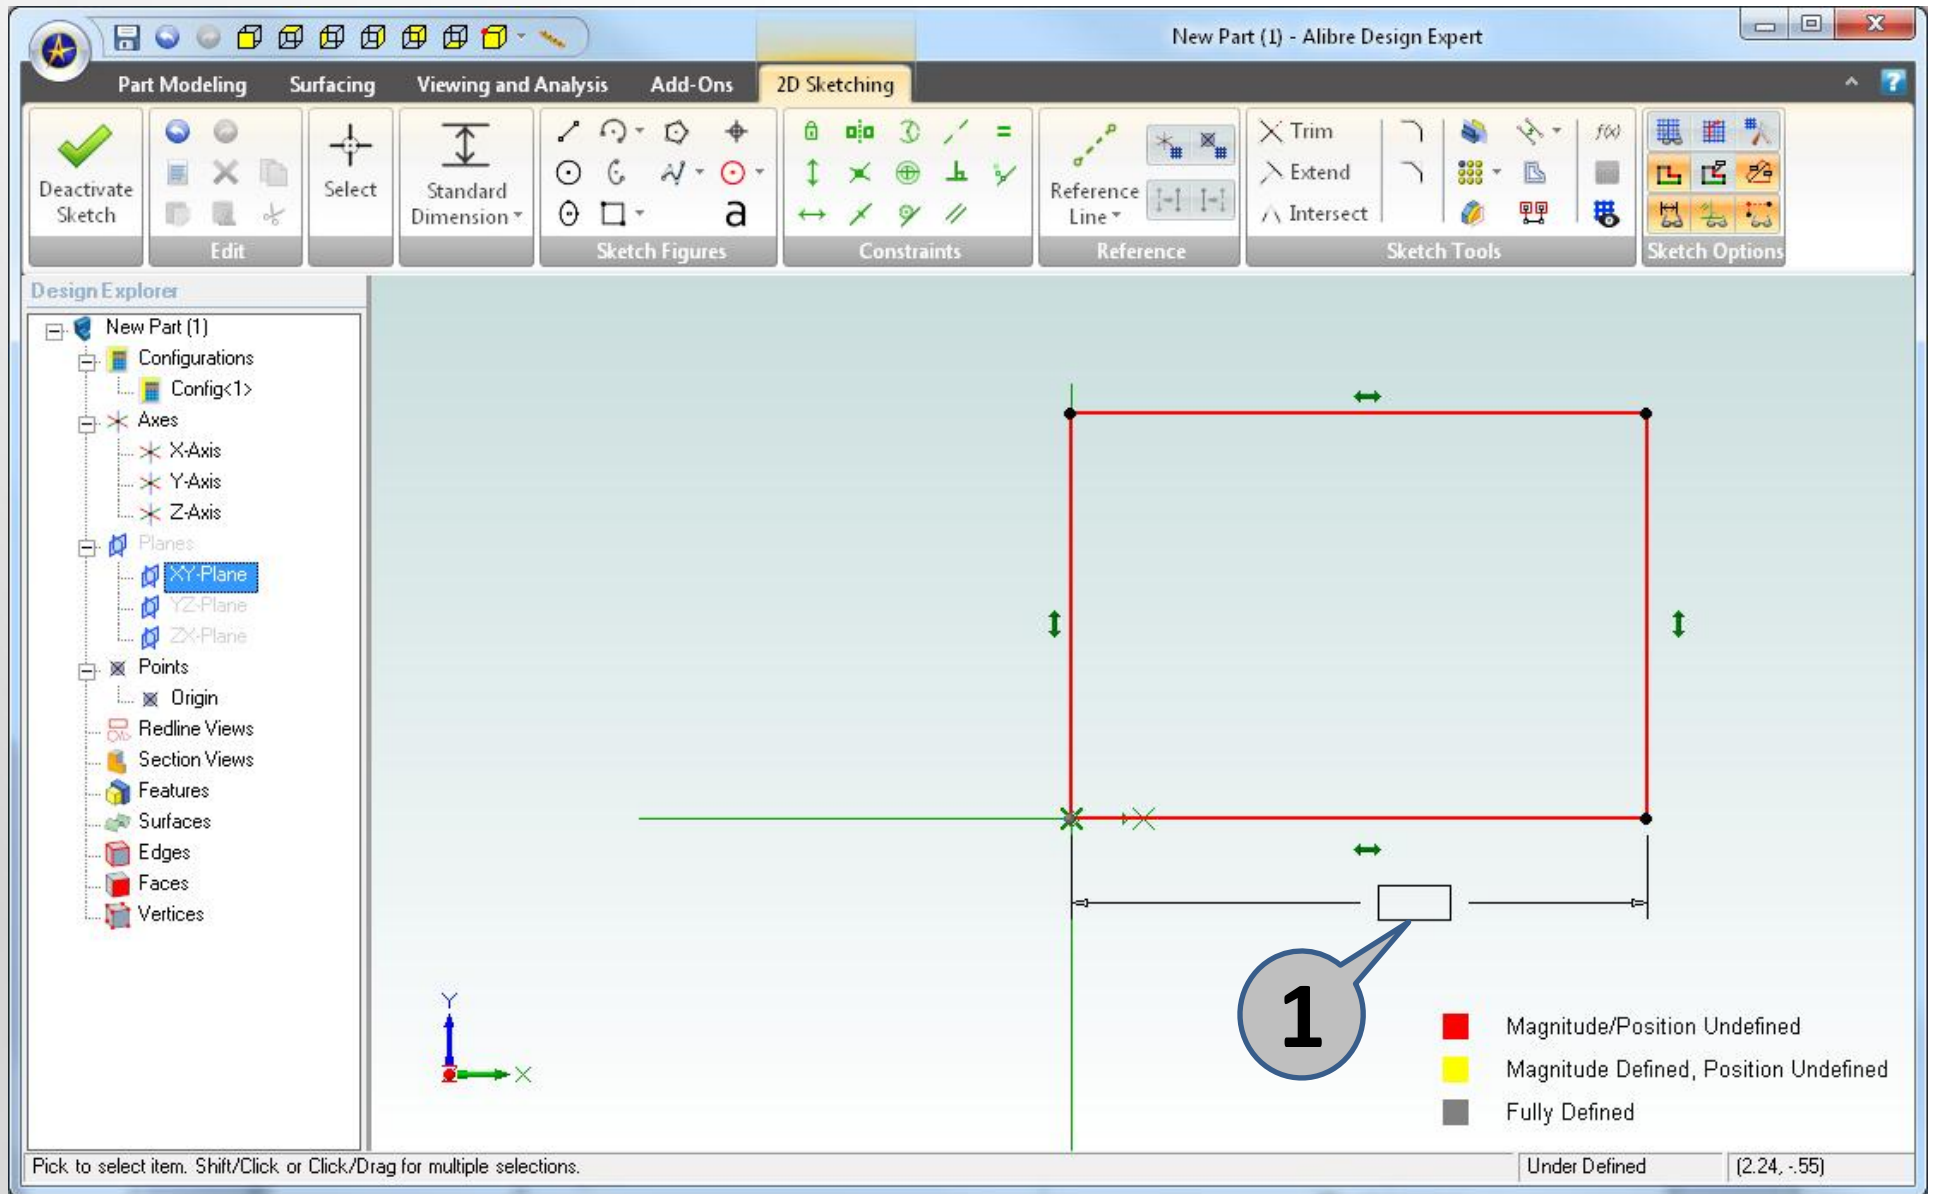 New Part (1) - Alibre Design Expert
Part Modeling Surfacing Viewing and Analysis Add-Ons 2D Sketching
Deactivate Sketch
Edit
Select
Standard Dimension
a
Sketch Figures
Constraints
Reference Line
Reference
Trim
Extend
Intersect
f(x)
Sketch Tools
Sketch Options
Design Explorer
New Part (1)
Configurations
Config<1>
Axes
X-Axis
Y-Axis
Z-Axis
Planes
XY-Plane
YZ-Plane
ZX-Plane
Points
Origin
Redline Views
Section Views
Features
Surfaces
Edges
Faces
Vertices
X
Y
X
1
Magnitude/Position Undefined
Magnitude Defined, Position Undefined
Fully Defined
Pick to select item. Shift/Click or Click/Drag for multiple selections.
Under Defined
(2.24, -.55)